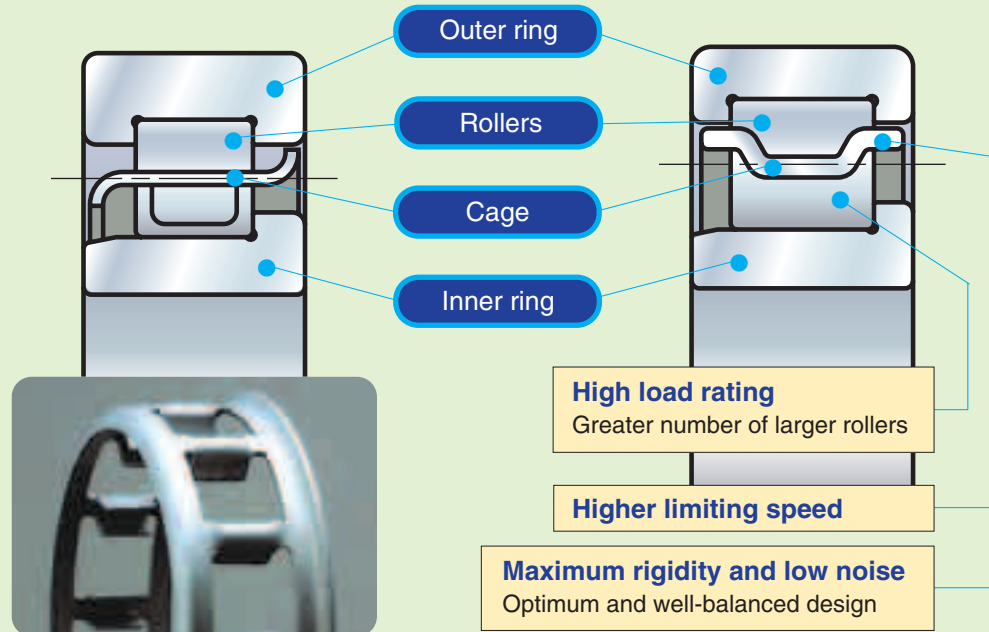 Outer ring
Rollers
Cage
Inner ring
High load rating
Greater number of larger rollers
Higher limiting speed
Maximum rigidity and low noise
Optimum and well-balanced design